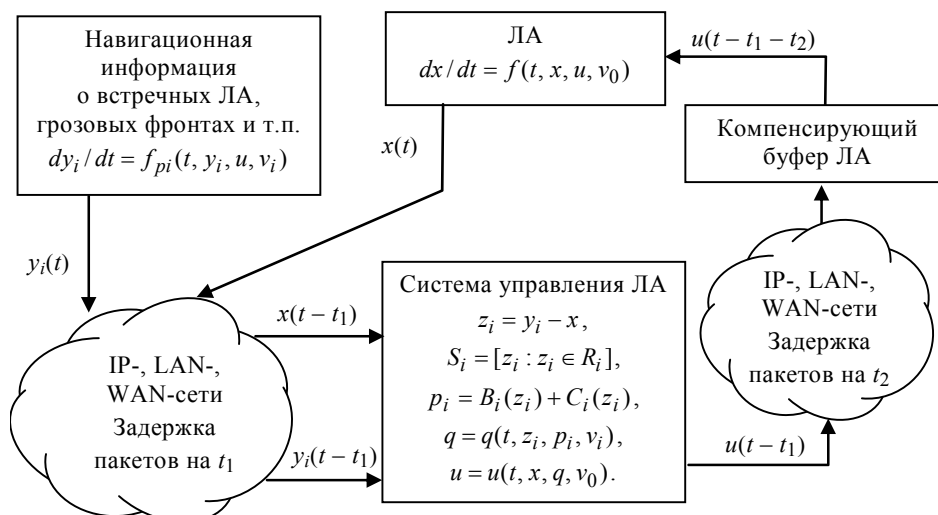 Навигационная
информация
о встречных ЛА,
грозовых фронтах и т.п.
dy_i/dt = f_{pi}(t, y_i, u, v_i)
ЛА
dx/dt = f(t, x, u, v_0)
u(t − t_1 − t_2)
Компенсирующий
буфер ЛА
x(t)
y_i(t)
IP-, LAN-,
WAN-сети
Задержка
пакетов на t_1
x(t − t_1)
y_i(t − t_1)
Система управления ЛА
z_i = y_i − x,
S_i = [z_i : z_i ∈ R_i],
p_i = B_i(z_i) + C_i(z_i),
q = q(t, z_i, p_i, v_i),
u = u(t, x, q, v_0).
u(t − t_1)
IP-, LAN-,
WAN-сети
Задержка
пакетов на t_2